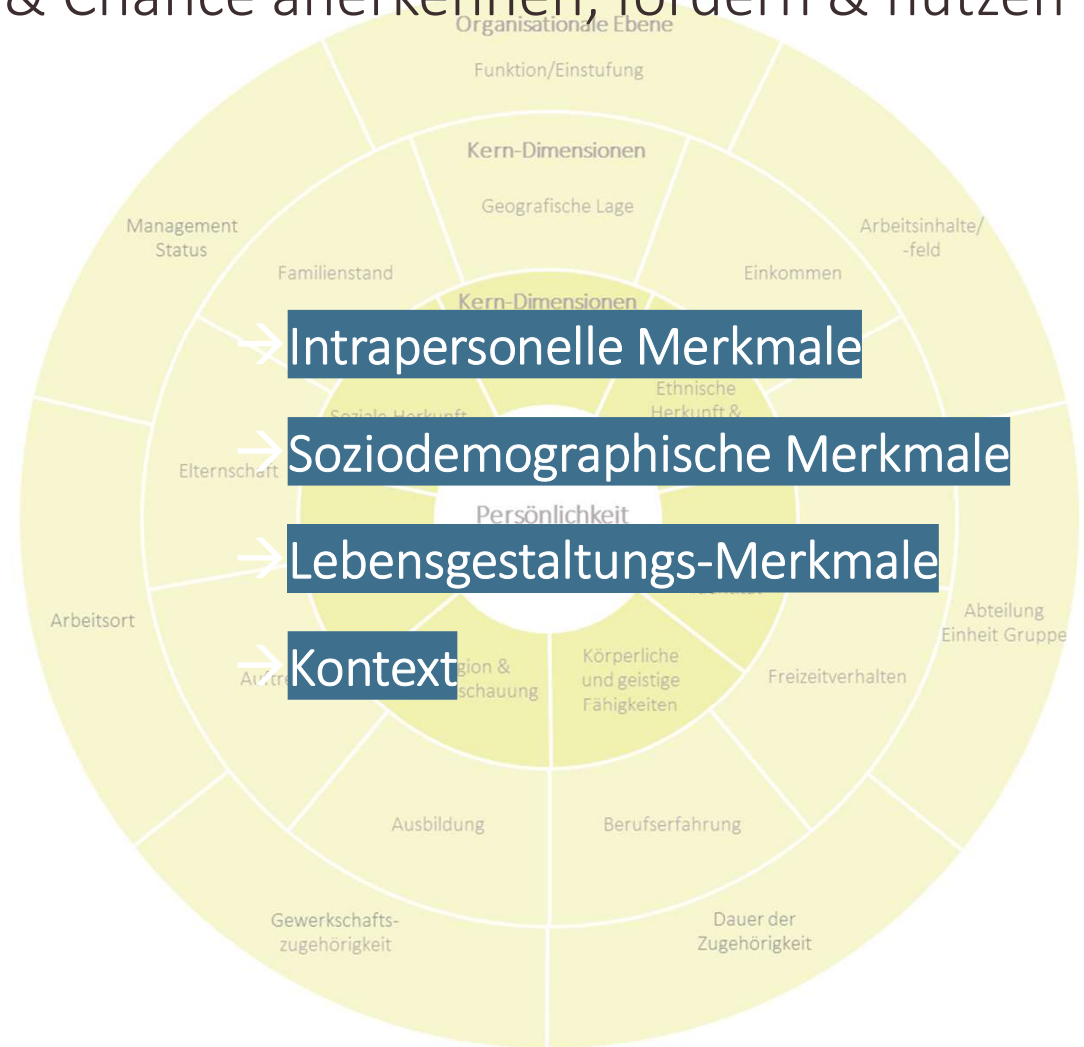 & Chance anerkennen, fördern & nutzen
Organisationale Ebene
Funktion/Einstufung
Kern-Dimensionen
Geografische Lage
Management
Status
Arbeitsinhalte/
-feld
Familienstand
Einkommen
Kern-Dimensionen
→Intrapersonelle Merkmale
Ethnische
Herkunft &
Soziale Herkunft
→Soziodemographische Merkmale
Elternschaft
Persönlichkeit
→Lebensgestaltungs-Merkmale
Arbeitsort
Abteilung
Einheit Gruppe
→Kontext
Körperliche
und geistige
Fähigkeiten
Freizeitverhalten
Ausbildung
Berufserfahrung
Gewerkschafts-
zugehörigkeit
Dauer der
Zugehörigkeit